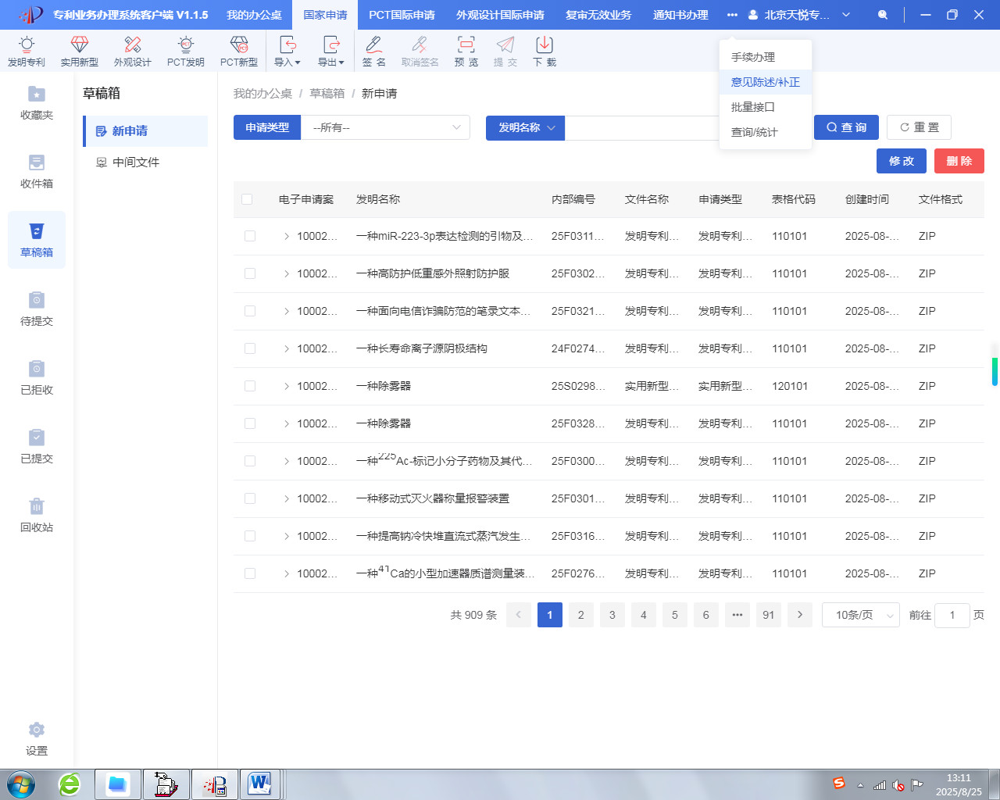 专利业务办理系统客户端 V1.1.5 我的办公桌 国家申请 PCT国际申请 外观设计国际申请 复审无效业务 通知书办理 ••• 北京天悦专...
发明专利 实用新型 外观设计 PCT发明 PCT新型 导入 导出 签 名 取消签名 预 览 提 交 下 载
手续办理
意见陈述/补正
批量接口
查询/统计
收藏夹
收件箱
草稿箱
待提交
已拒收
已提交
回收站
设置
草稿箱
新申请
中间文件
我的办公桌 / 草稿箱 / 新申请
申请类型 --所有-- 发明名称 查 询 重 置
修 改 删 除
电子申请案 发明名称 内部编号 文件名称 申请类型 表格代码 创建时间 文件格式
10002... 一种miR-223-3p表达检测的引物及... 25F0311... 发明专利... 发明专利... 110101 2025-08-... ZIP
10002... 一种高防护低重感外照射防护服 25F0302... 发明专利... 发明专利... 110101 2025-08-... ZIP
10002... 一种面向电信诈骗防范的笔录文本... 25F0321... 发明专利... 发明专利... 110101 2025-08-... ZIP
10002... 一种长寿命离子源阴极结构 24F0274... 发明专利... 发明专利... 110101 2025-08-... ZIP
10002... 一种除雾器 25S0298... 实用新型... 实用新型... 120101 2025-08-... ZIP
10002... 一种除雾器 25F0328... 发明专利... 发明专利... 110101 2025-08-... ZIP
10002... 一种225Ac-标记小分子药物及其代... 25F0300... 发明专利... 发明专利... 110101 2025-08-... ZIP
10002... 一种移动式灭火器称量报警装置 25F0301... 发明专利... 发明专利... 110101 2025-08-... ZIP
10002... 一种提高钠冷快堆直流式蒸汽发生... 25F0316... 发明专利... 发明专利... 110101 2025-08-... ZIP
10002... 一种41Ca的小型加速器质谱测量装... 25F0276... 发明专利... 发明专利... 110101 2025-08-... ZIP
共 909 条 1 2 3 4 5 6 ••• 91 10条/页 前往 1 页
13:11
2025/8/25